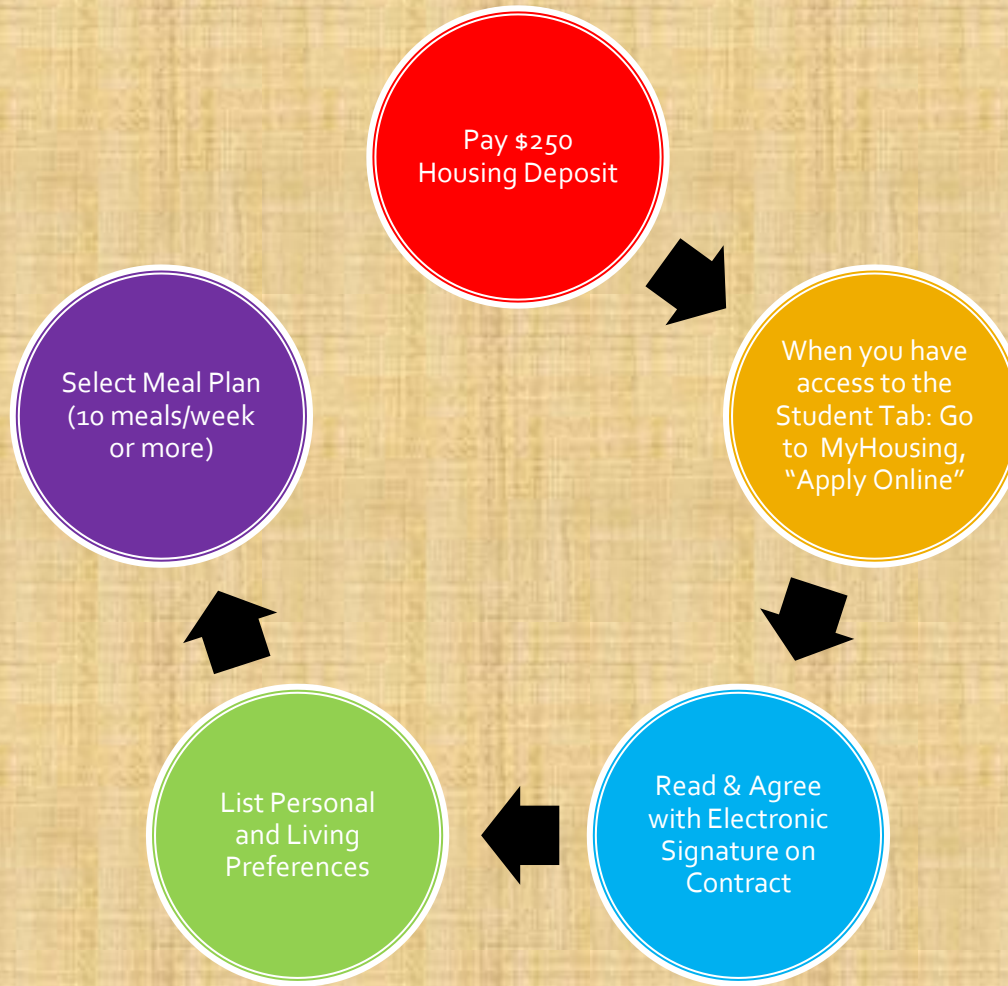 Pay $250
Housing Deposit
When you have
access to the
Student Tab: Go
to MyHousing,
“Apply Online”
Read & Agree
with Electronic
Signature on
Contract
List Personal
and Living
Preferences
Select Meal Plan
(10 meals/week
or more)